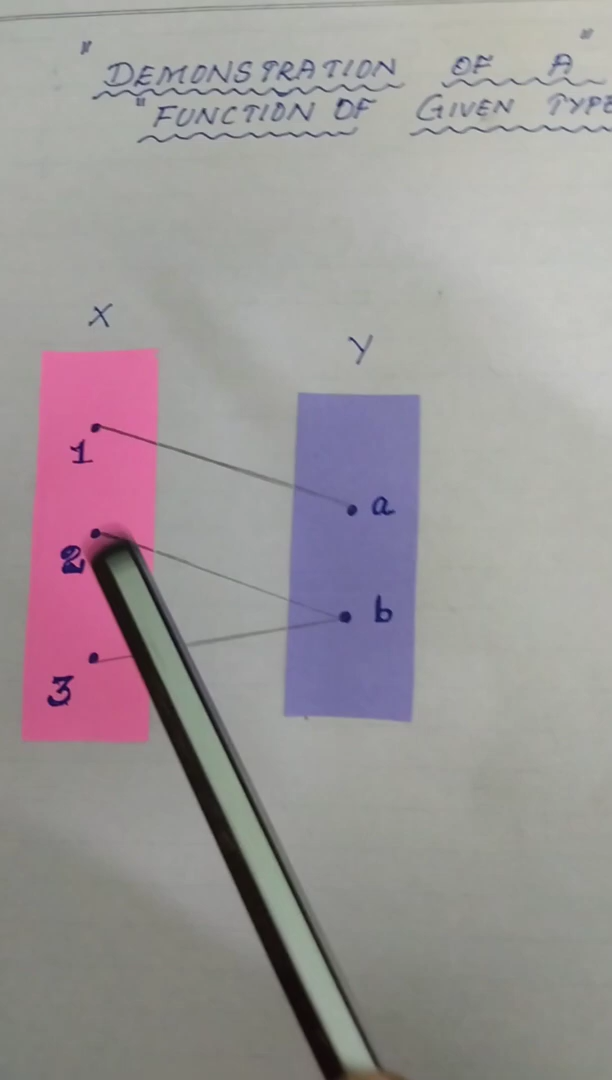 " DEMONSTRATION OF A "
"FUNCTION OF GIVEN TYPE
X
Y
1
a
2
b
3